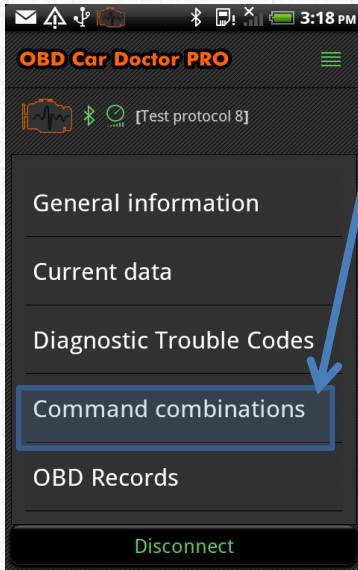 3:18 PM
OBD Car Doctor PRO
[Test protocol 8]
General information
Current data
Diagnostic Trouble Codes
Command combinations
OBD Records
Disconnect